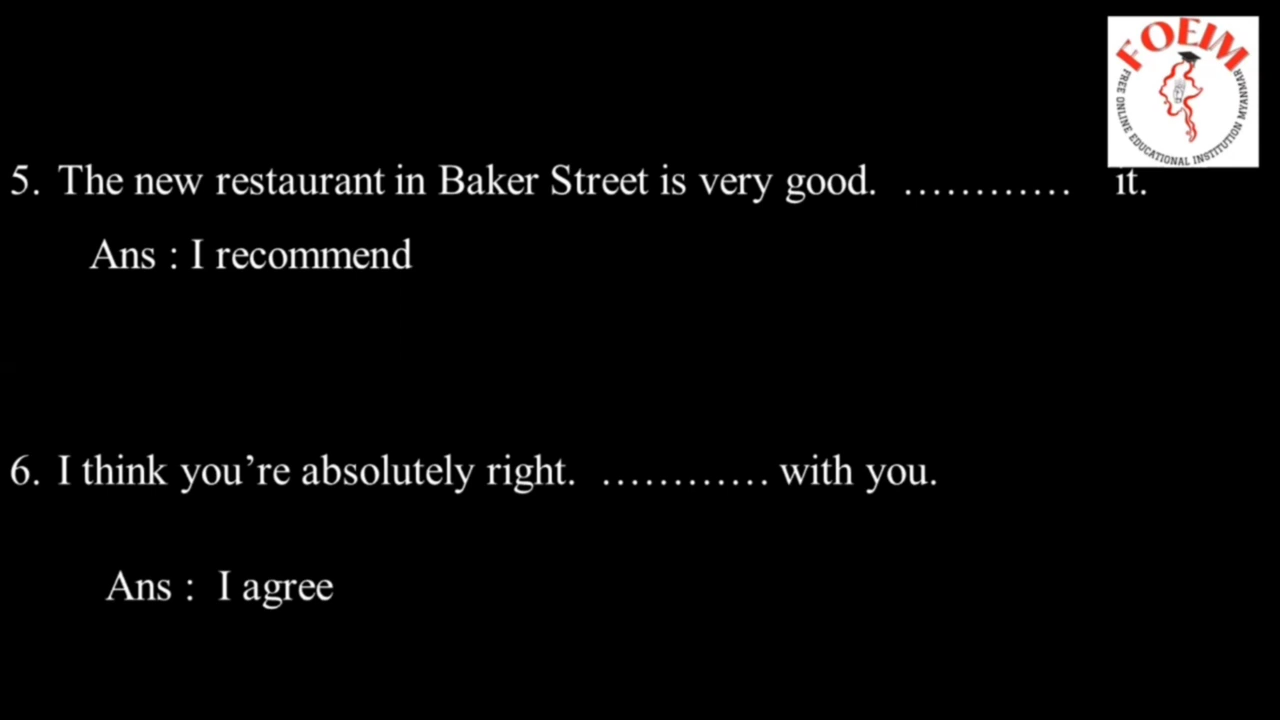 FOEIM
FREE ONLINE EDUCATIONAL INSTITUTION MYANMAR
5. The new restaurant in Baker Street is very good. ………… it.
Ans : I recommend
6. I think you’re absolutely right. ………… with you.
Ans : I agree